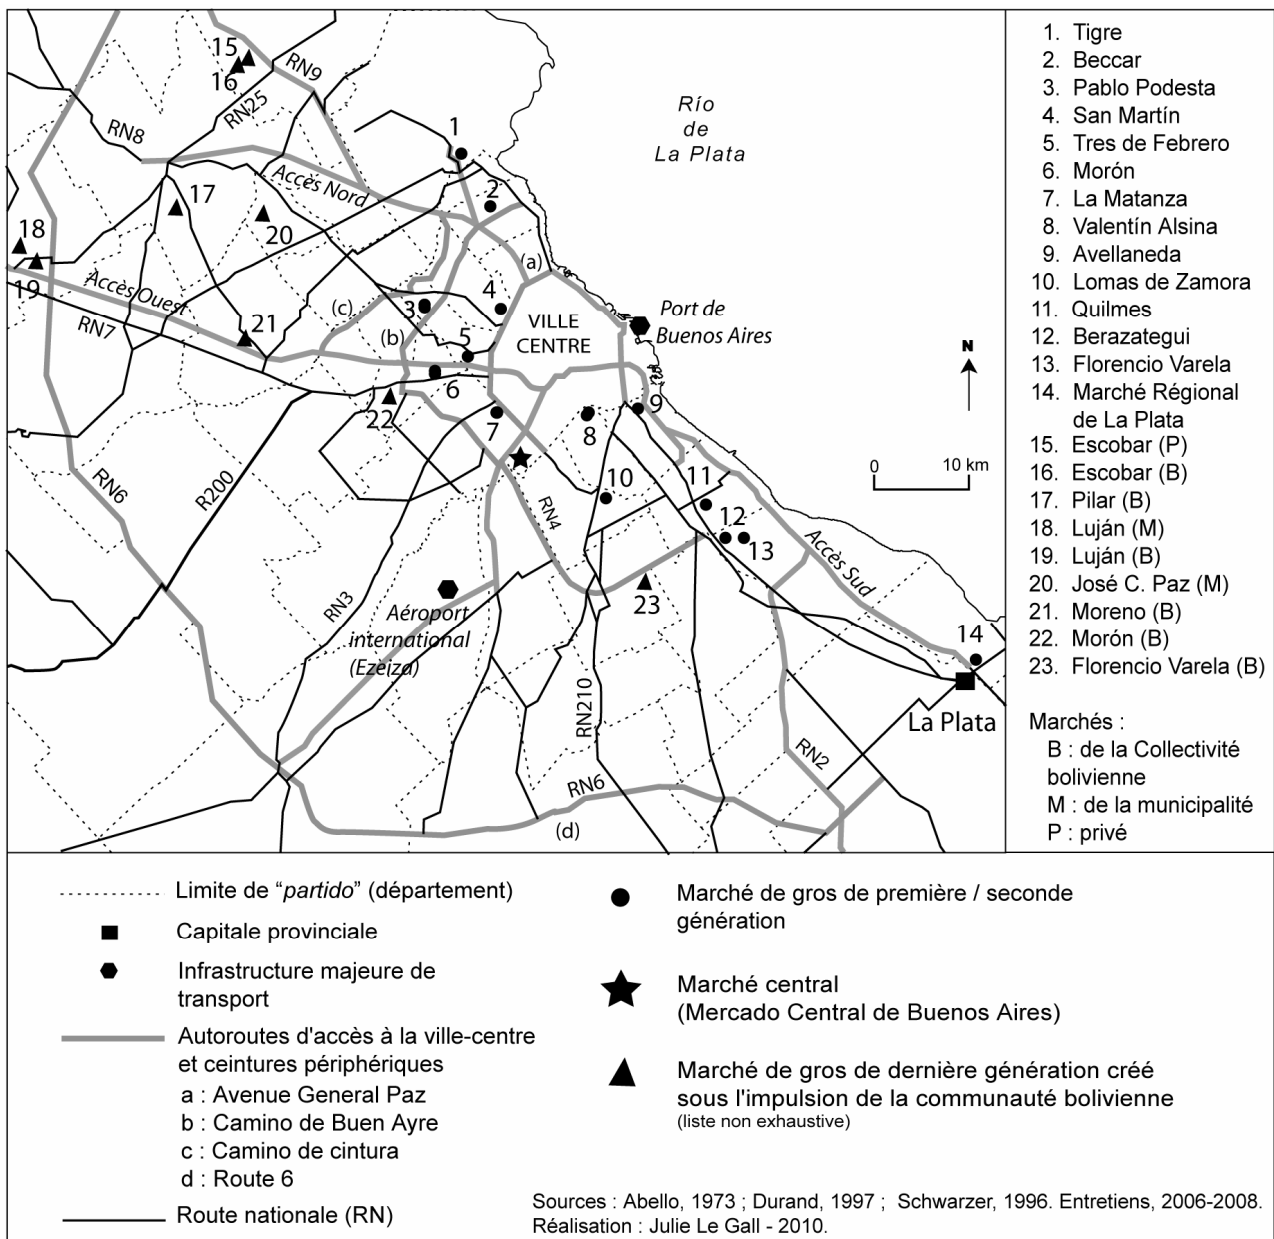 15
16
RN9
RN25
RN8
1
Río
de
La Plata
Accès Nord
2
17
20
18
19
(a)
Accès Ouest
(c)
3
4
Port de
Buenos Aires
VILLE
CENTRE
RN7
21
(b)
5
6
22
7
8
9
N
0 10 km
RN6
R200
10
11
RN4
12
13
Accès Sud
RN3
Aéroport
international
(Ezeiza)
23
14
La Plata
RN210
RN2
RN6
(d)
1. Tigre
2. Beccar
3. Pablo Podesta
4. San Martín
5. Tres de Febrero
6. Morón
7. La Matanza
8. Valentín Alsina
9. Avellaneda
10. Lomas de Zamora
11. Quilmes
12. Berazategui
13. Florencio Varela
14. Marché Régional
de La Plata
15. Escobar (P)
16. Escobar (B)
17. Pilar (B)
18. Luján (M)
19. Luján (B)
20. José C. Paz (M)
21. Moreno (B)
22. Morón (B)
23. Florencio Varela (B)
Marchés :
B : de la Collectivité
bolivienne
M : de la municipalité
P : privé
Limite de “partido” (département)
Capitale provinciale
Infrastructure majeure de
transport
Autoroutes d'accès à la ville-centre
et ceintures périphériques
a : Avenue General Paz
b : Camino de Buen Ayre
c : Camino de cintura
d : Route 6
Route nationale (RN)
Marché de gros de première / seconde
génération
Marché central
(Mercado Central de Buenos Aires)
Marché de gros de dernière génération créé
sous l'impulsion de la communauté bolivienne
(liste non exhaustive)
Sources : Abello, 1973 ; Durand, 1997 ; Schwarzer, 1996. Entretiens, 2006-2008.
Réalisation : Julie Le Gall - 2010.